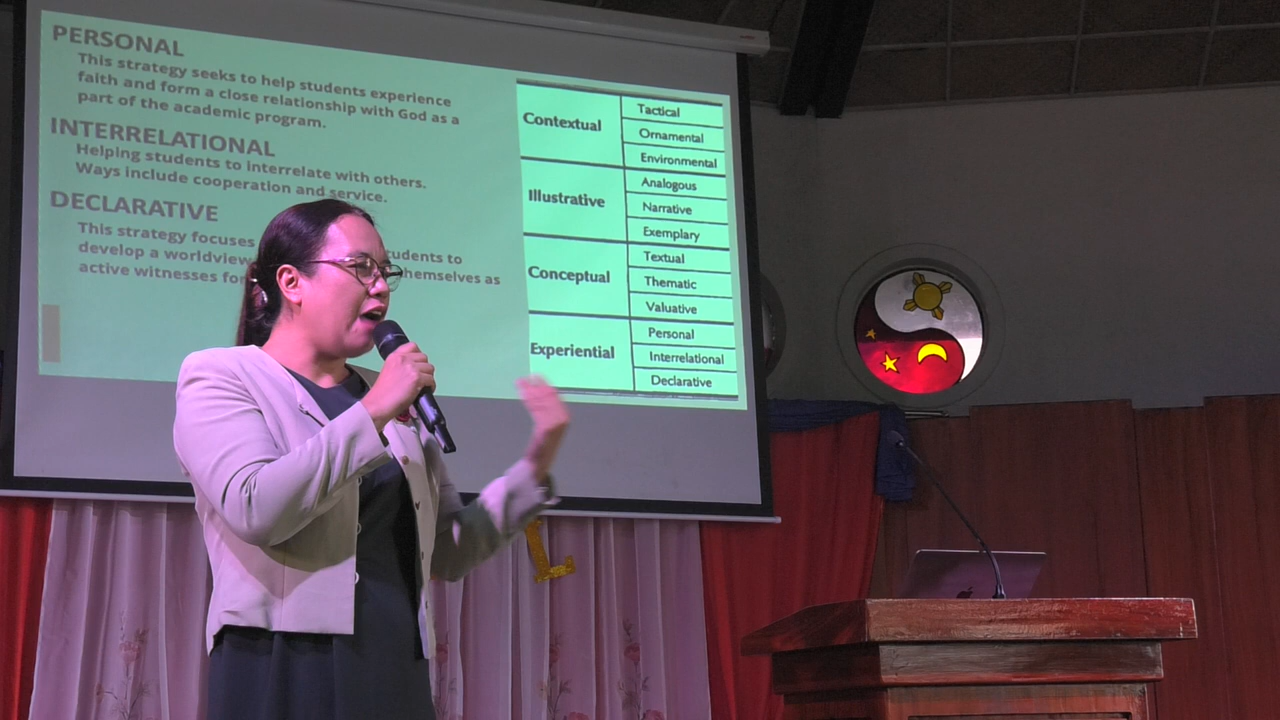 PERSONAL
This strategy seeks to help students experience
faith and form a close relationship with God as a
part of the academic program.
INTERRELATIONAL
Helping students to interrelate with others.
Ways include cooperation and service.
DECLARATIVE
This strategy focuses
develop a worldview
active witnesses for
students to
themselves as
Contextual
Tactical
Ornamental
Environmental
Illustrative
Analogous
Narrative
Exemplary
Conceptual
Textual
Thematic
Valuative
Experiential
Personal
Interrelational
Declarative
L